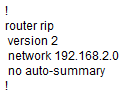 !
router rip
version 2
network 192.168.2.0
no auto-summary
!